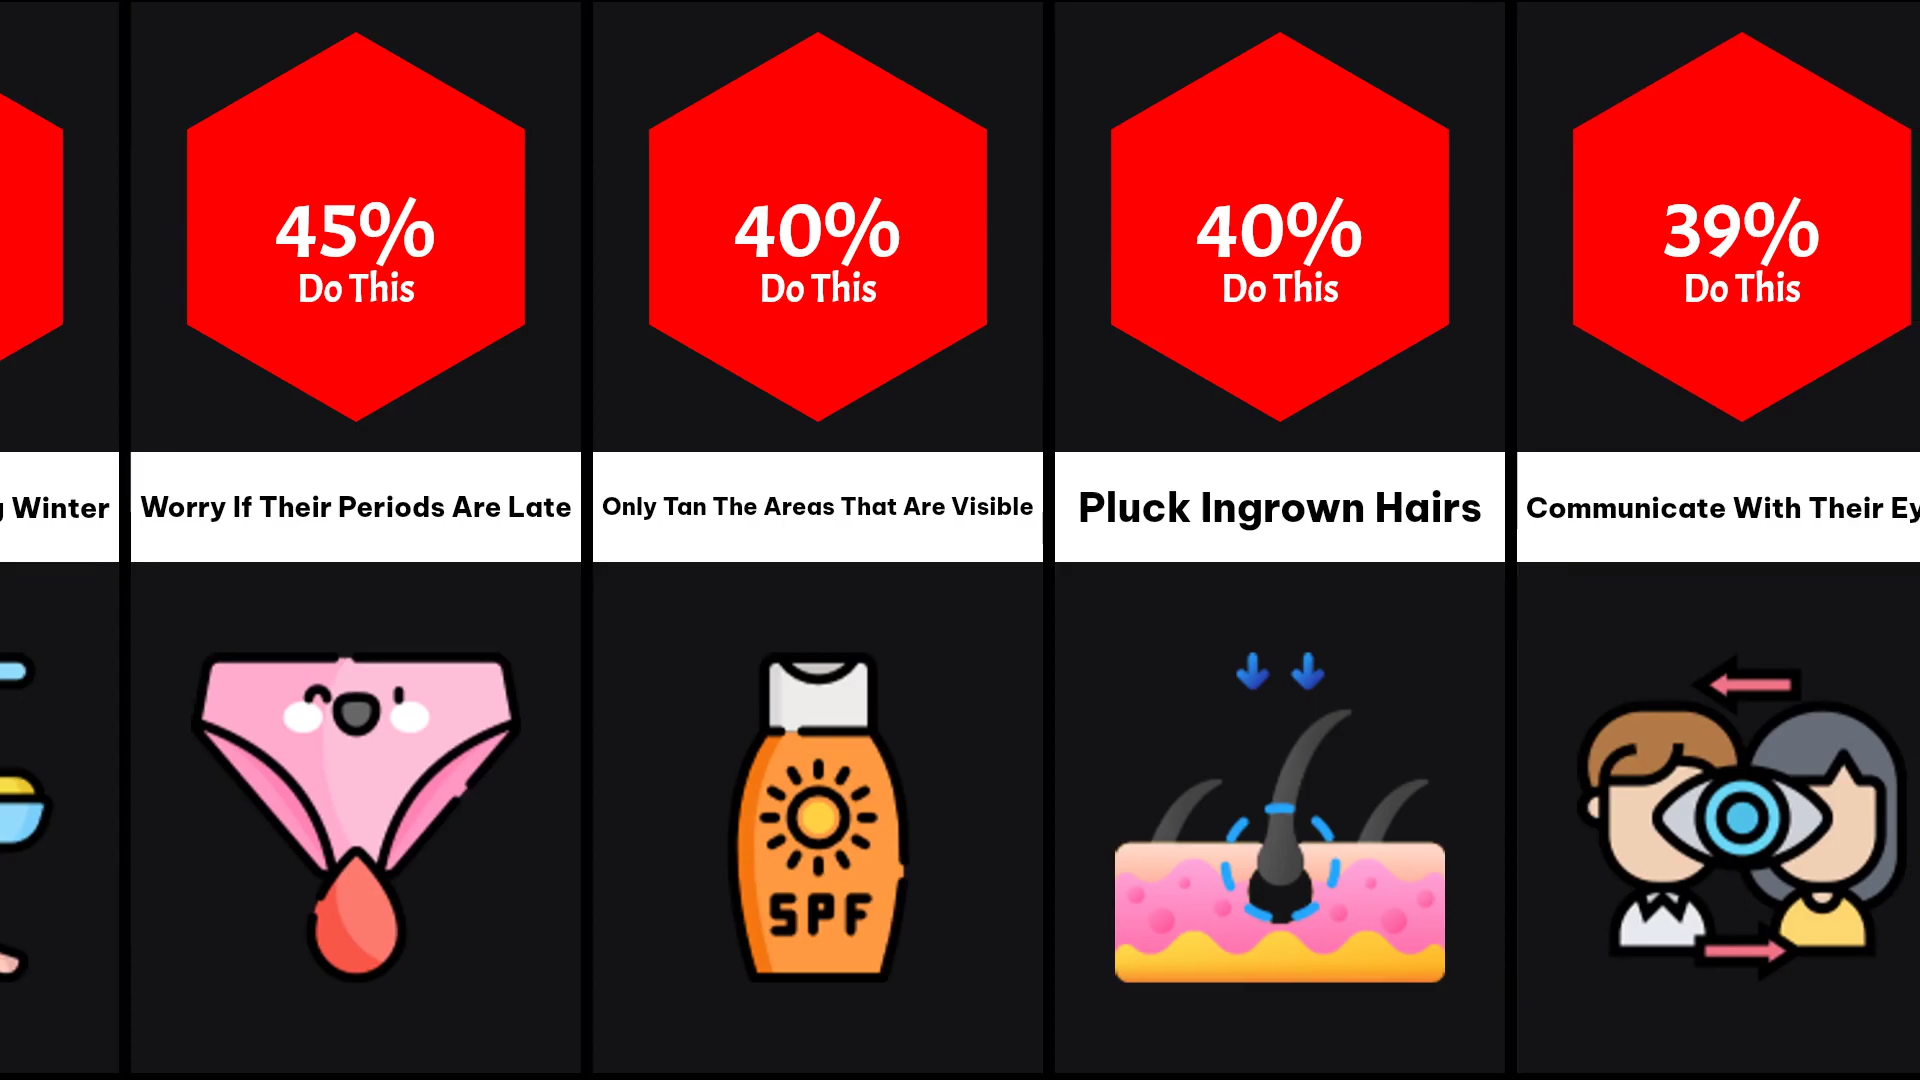 45%
Do This
40%
Do This
40%
Do This
39%
Do This
Winter
Worry If Their Periods Are Late
Only Tan The Areas That Are Visible
Pluck Ingrown Hairs
Communicate With Their Ey
SPF